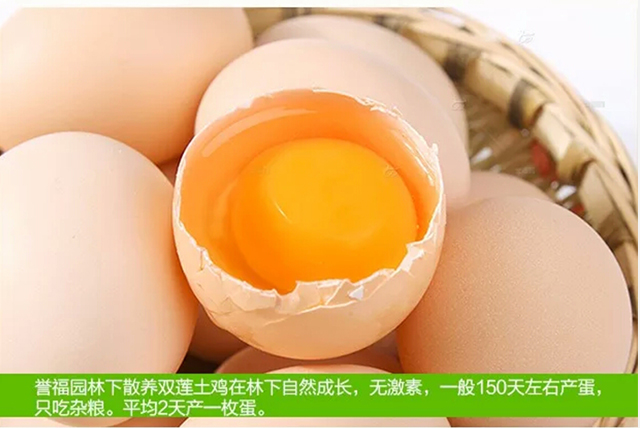 誉福园林下散养双莲土鸡在林下自然成长，无激素，一般150天左右产蛋，
只吃杂粮。平均2天产一枚蛋。